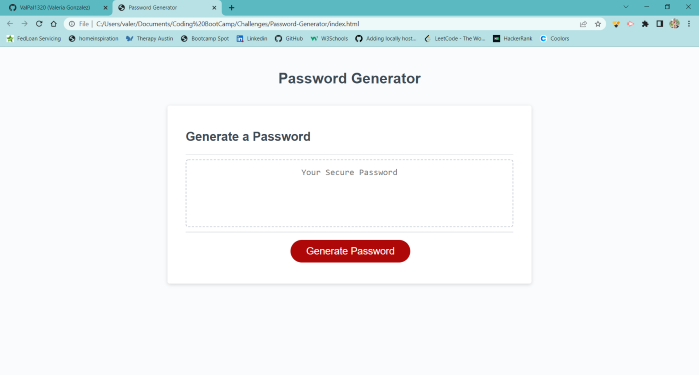 ValPal1320 (Valeria Gonzalez)
Password Generator
File | C:/Users/valer/Documents/Coding%20BootCamp/Challenges/Password-Generator/index.html
FedLoan Servicing homeinspiration Therapy Austin Bootcamp Spot Linkedin GitHub W3Schools Adding locally host... LeetCode - The Wo... HackerRank Coolors
Password Generator
Generate a Password
Your Secure Password
Generate Password